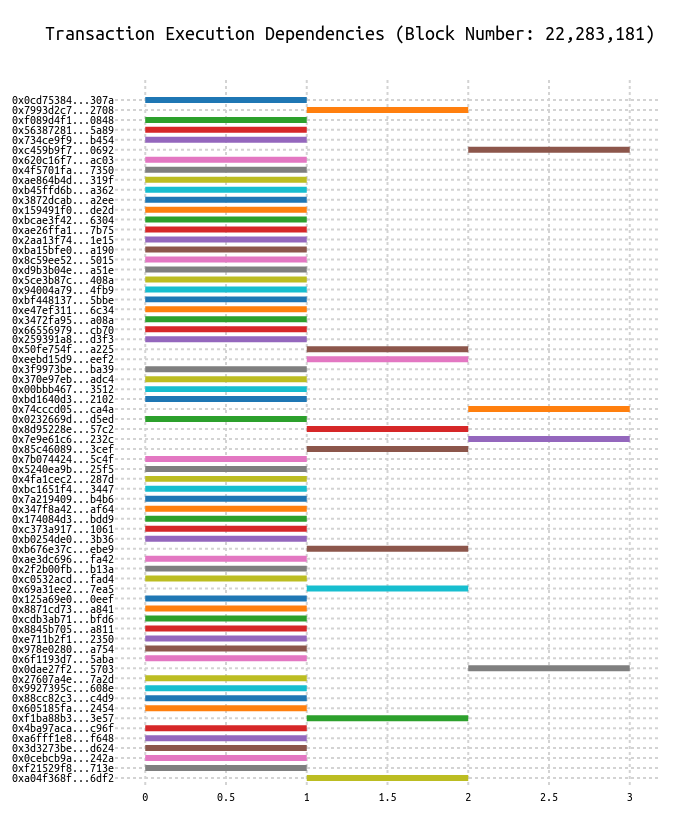 Transaction Execution Dependencies (Block Number: 22,283,181)
0x0cd75384...307a
0x7993d2c7...2708
0xf089d4f1...0848
0x56387281...5a89
0x734ce9f9...b454
0xc459b9f7...0692
0x620c16f7...ac03
0x4f5701fa...7350
0xae864b4d...319f
0xb45ffd6b...a362
0x3872dcab...a2ee
0x159491f0...de2d
0xbcae3f42...6304
0xae26ffa1...7b75
0x2aa13f74...1e15
0xba15bfe0...a190
0x8c59ee52...5015
0xd9b3b04e...a51e
0x5ce3b87c...408a
0x94004a79...4fb9
0xbf448137...5bbe
0xe47ef311...6c34
0x3472fa95...a08a
0x66556979...cb70
0x259391a8...d3f3
0x50fe754f...a225
0xeebd15d9...eef2
0x3f9973be...ba39
0x370e97eb...adc4
0x00bbb467...3512
0xbd1640d3...2102
0x74cccd05...ca4a
0x0232669d...d5ed
0x8d95228e...57c2
0x7e9e61c6...232c
0x85c46089...3cef
0x7b074424...5c4f
0x5240ea9b...25f5
0x4fa1cec2...287d
0xbc1651f4...3447
0x7a219409...b4b6
0x347f8a42...af64
0x174084d3...bdd9
0xc373a917...1061
0xb0254de0...3b36
0xb676e37c...ebe9
0xae3dc696...fa42
0x2f2b00fb...b13a
0xc0532acd...fad4
0x69a31ee2...7ea5
0x125a69e0...0eef
0x8871cd73...a841
0xcdb3ab71...bfd6
0x8845b705...a811
0xe711b2f1...2350
0x978e0280...a754
0x6f1193d7...5aba
0x0dae27f2...5703
0x27607a4e...7a2d
0x9927395c...608e
0x88cc82c3...c4d9
0x605185fa...2454
0xf1ba88b3...3e57
0x4ba97aca...c96f
0xa6fff1e8...f648
0x3d3273be...d624
0x0cebcb9a...242a
0xf21529f8...713e
0xa04f368f...6df2
0 0.5 1 1.5 2 2.5 3